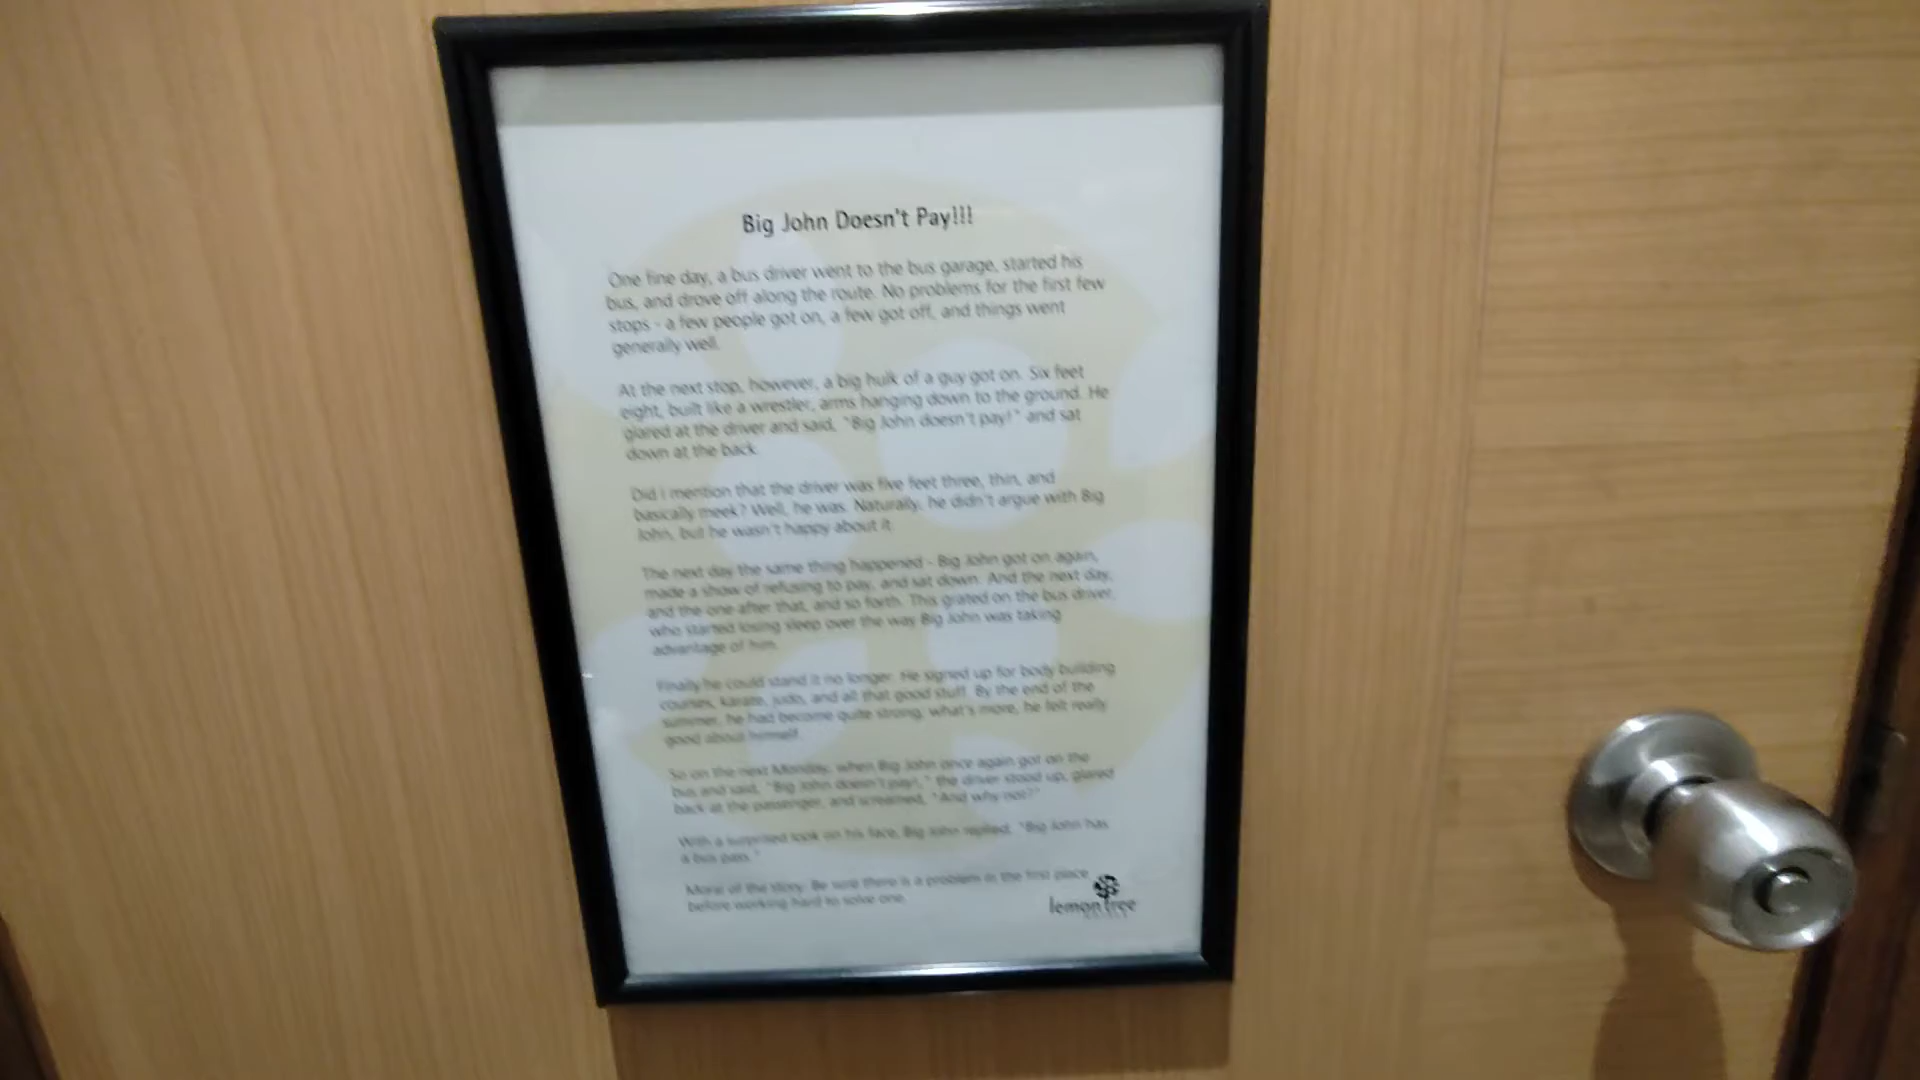 Big John Doesn't Pay!!!
One fine day, a bus driver went to the bus garage, started his
bus, and drove off along the route. No problems for the first few
stops - a few people got on, a few got off, and things went
generally well.
At the next stop, however, a big hulk of a guy got on. Six feet
eight, built like a wrestler, arms hanging down to the ground. He
glared at the driver and said, "Big John doesn't pay!" and sat
down at the back.
Did I mention that the driver was five feet three, thin, and
basically meek? Well, he was. Naturally, he didn't argue with Big
John, but he wasn't happy about it.
The next day the same thing happened - Big John got on again,
made a show of refusing to pay, and sat down. And the next day,
and the one after that, and so forth. This grated on the bus driver,
who started losing sleep over the way Big John was taking
advantage of him.
Finally he could stand it no longer. He signed up for body building
courses, karate, judo, and all that good stuff. By the end of the
summer, he had become quite strong, what's more, he felt really
good about himself.
So on the next Monday, when Big John once again got on the
bus and said, "Big John doesn't pay!," the driver stood up, glared
back at the passenger, and screamed, "And why not?"
With a surprised look on his face, Big John replied, "Big John has
a bus pass."
Moral of the story: Be sure there is a problem in the first place
before working hard to solve one.
lemon tree